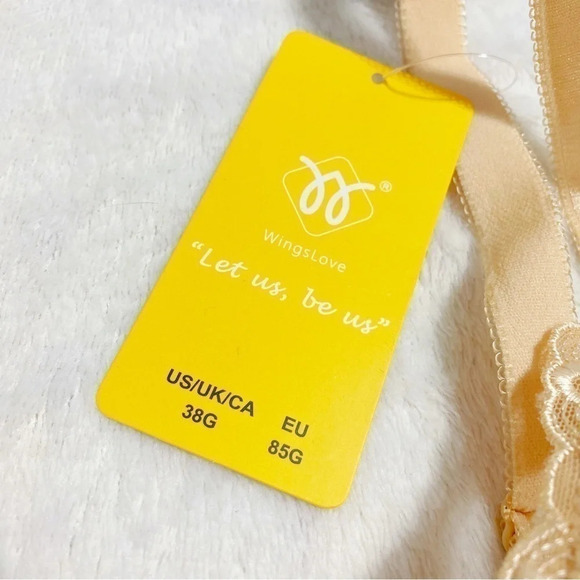 ®
WingsLove
“Let us, be us”
US/UK/CA EU
38G 85G